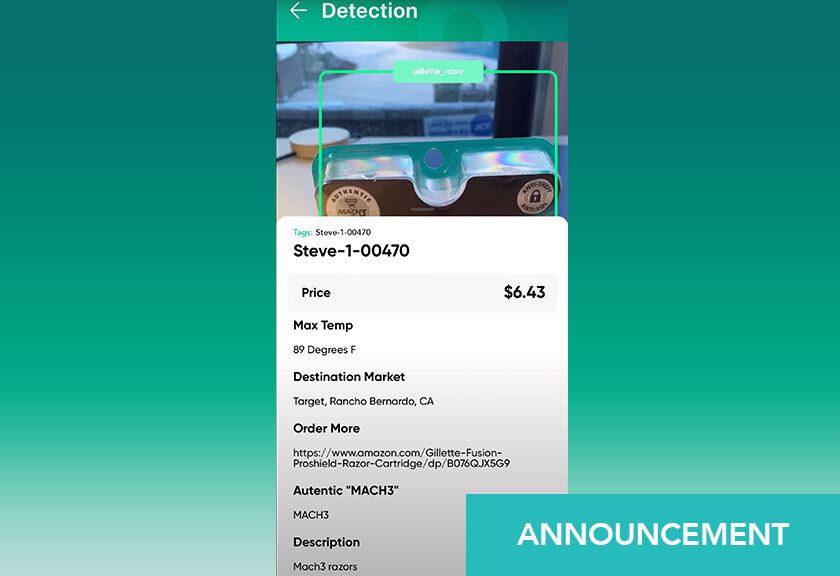 Detection
gillette_razor
AUTHENTIC
MACH3
ANTI-THEFT
Tags: Steve-1-00470
Steve-1-00470
Price $6.43
Max Temp
89 Degrees F
Destination Market
Target, Rancho Bernardo, CA
Order More
https://www.amazon.com/Gillette-Fusion-
Proshield-Razor-Cartridge/dp/B076QJX5G9
Autentic "MACH3"
MACH3
Description
Mach3 razors
ANNOUNCEMENT